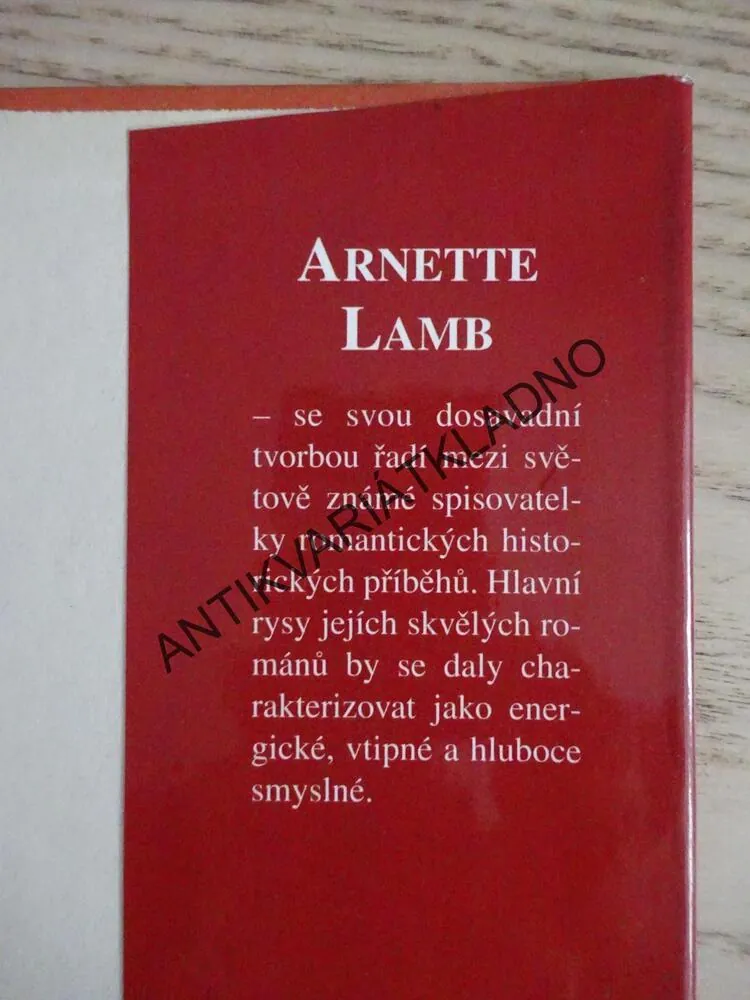 ARNETTE
LAMB
– se svou dosavadní
tvorbou řadí mezi svě-
tově známé spisovatel-
ky romantických histo-
rických příběhů. Hlavní
rysy jejích skvělých ro-
mánů by se daly cha-
rakterizovat jako ener-
gické, vtipné a hluboce
smyslné.
ANTIKVARIÁTKLADNO